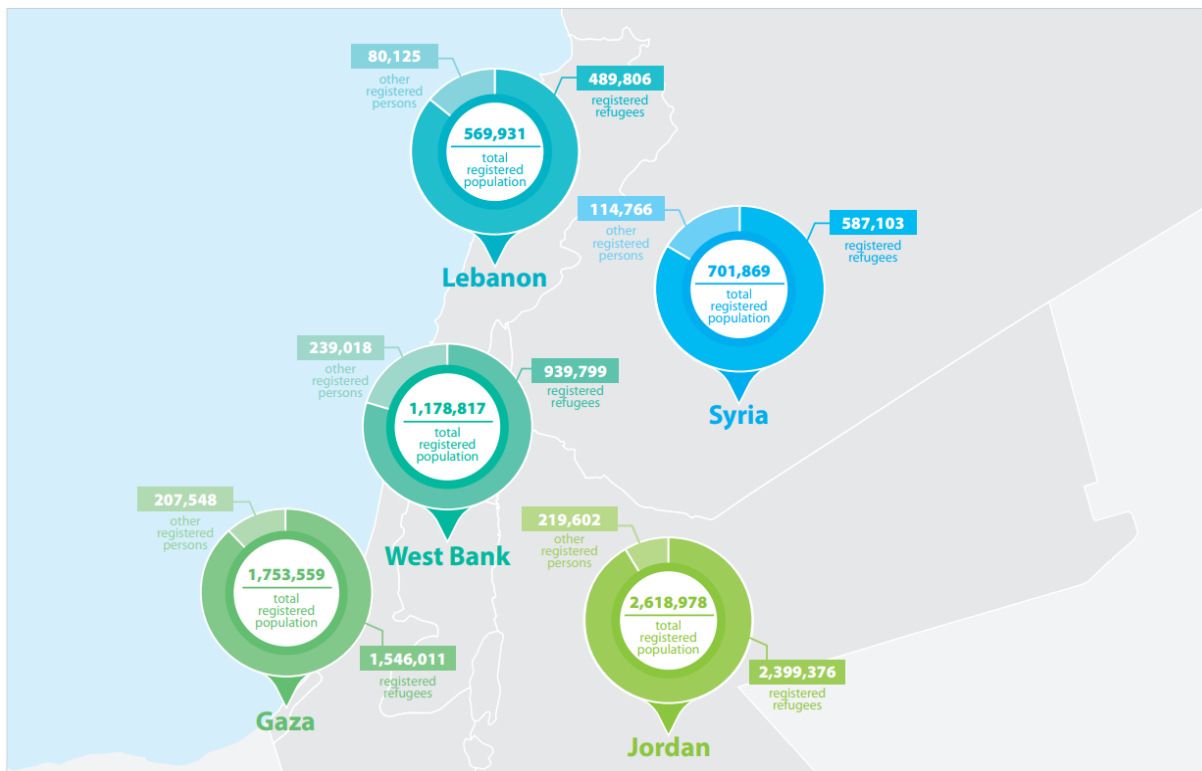 80,125
other
registered
persons
489,806
registered
refugees
569,931
total
registered
population
Lebanon
114,766
other
registered
persons
587,103
registered
refugees
701,869
total
registered
population
Syria
239,018
other
registered
persons
939,799
registered
refugees
1,178,817
total
registered
population
West Bank
207,548
other
registered
persons
1,753,559
total
registered
population
1,546,011
registered
refugees
Gaza
219,602
other
registered
persons
2,618,978
total
registered
population
2,399,376
registered
refugees
Jordan